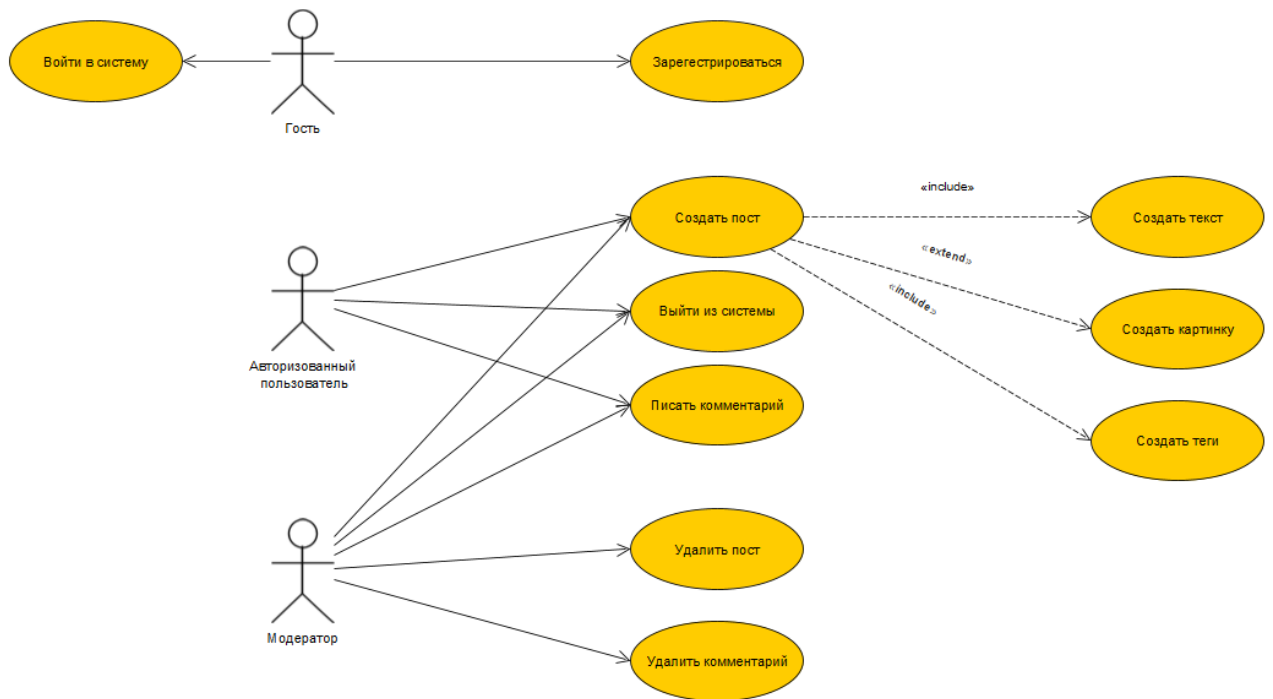 Войти в систему
Зарегестрироваться
Гость
«include»
Создать пост
Создать текст
«extend»
«include»
Выйти из системы
Создать картинку
Авторизованный
пользователь
Писать комментарий
Создать теги
Удалить пост
Модератор
Удалить комментарий